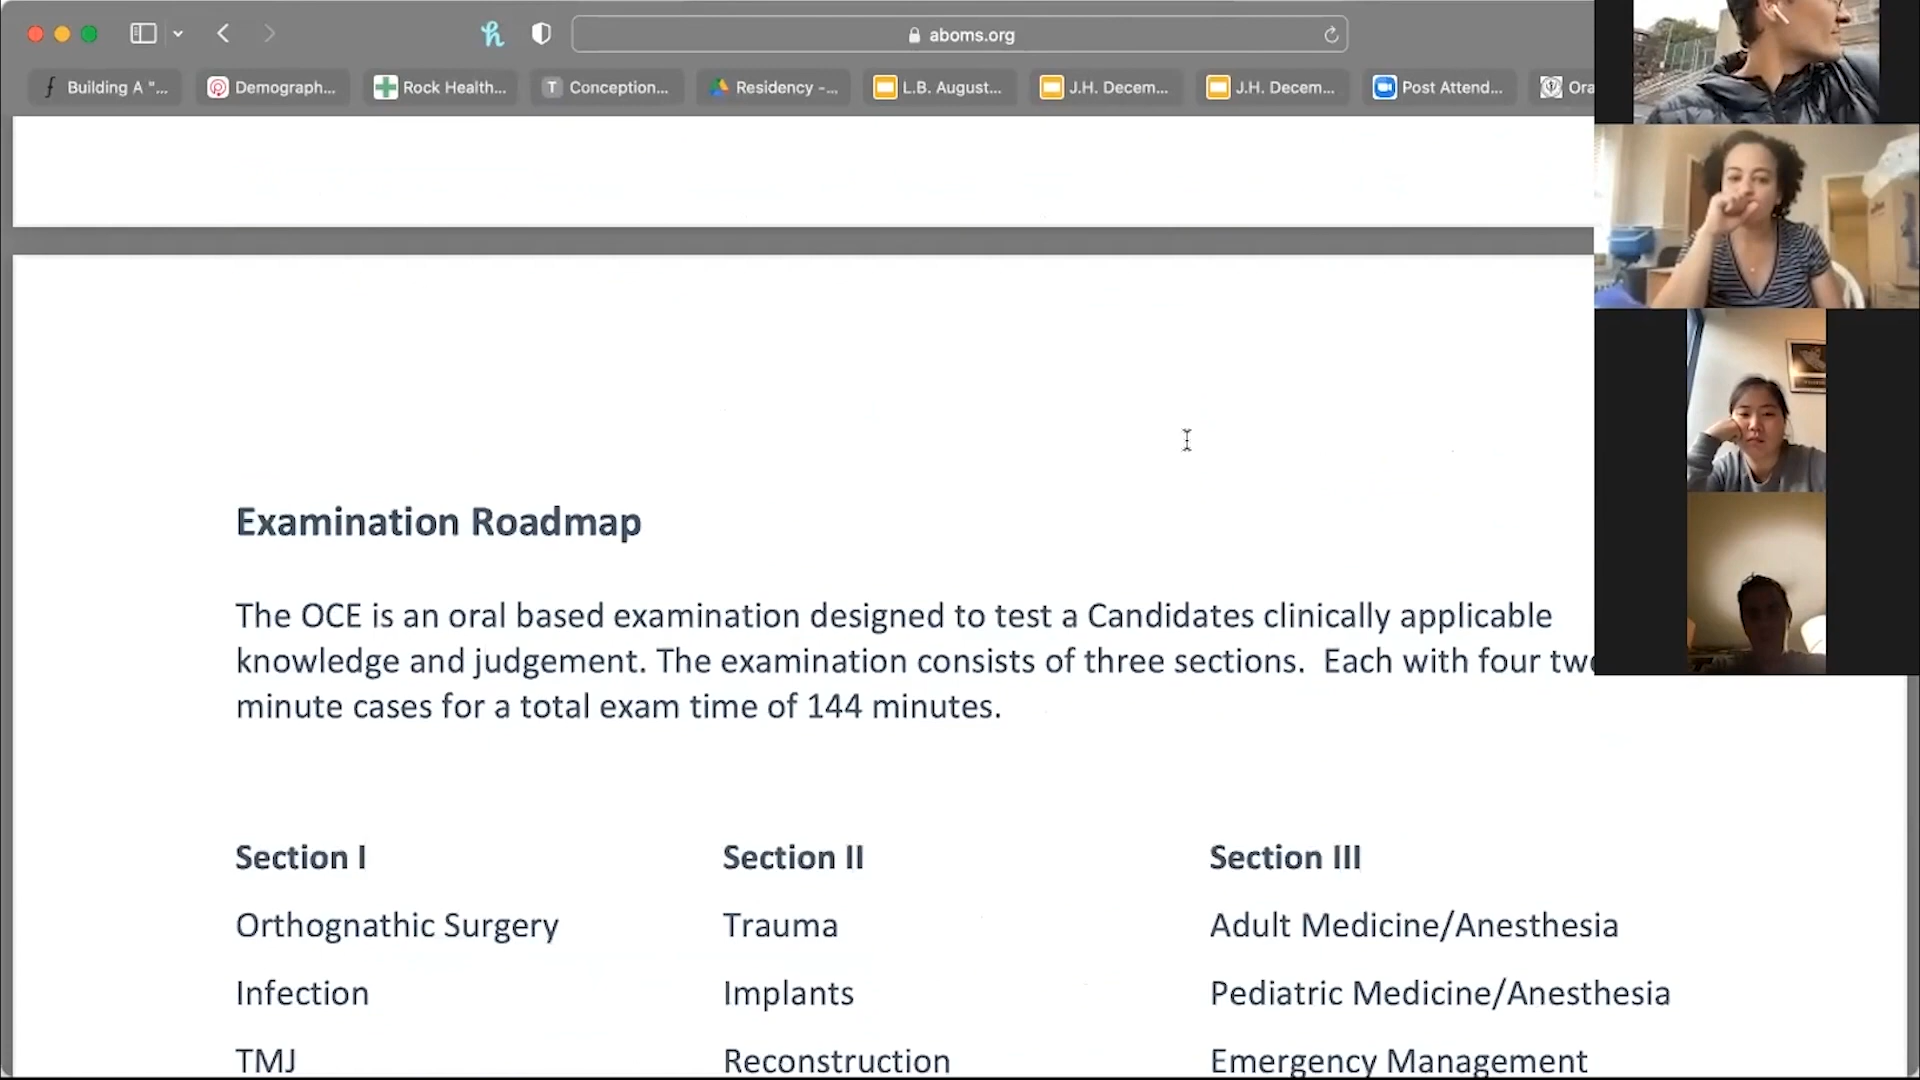 aboms.org
Building A "...
Demograph...
Rock Health...
T Conception...
Residency -...
L.B. August...
J.H. Decem...
J.H. Decem...
Post Attend...
Examination Roadmap
The OCE is an oral based examination designed to test a Candidates clinically applicable
knowledge and judgement. The examination consists of three sections.  Each with four
minute cases for a total exam time of 144 minutes.
Section I Section II Section III
Orthognathic Surgery Trauma Adult Medicine/Anesthesia
Infection Implants Pediatric Medicine/Anesthesia
TMJ Reconstruction Emergency Management